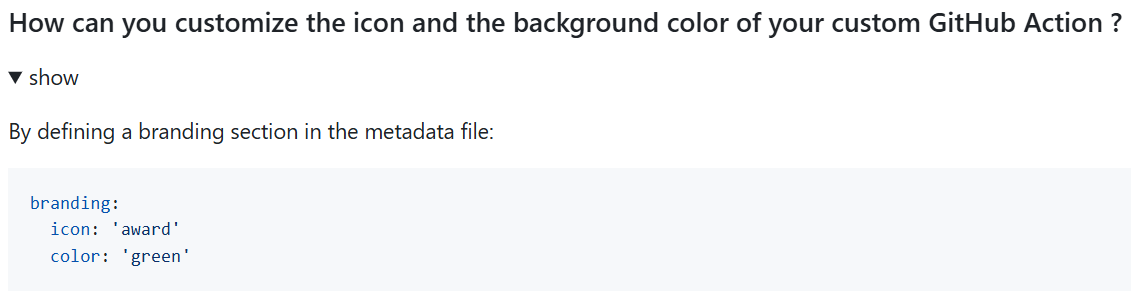 How can you customize the icon and the background color of your custom GitHub Action ?
▼ show
By defining a branding section in the metadata file:
branding:
  icon: 'award'
  color: 'green'